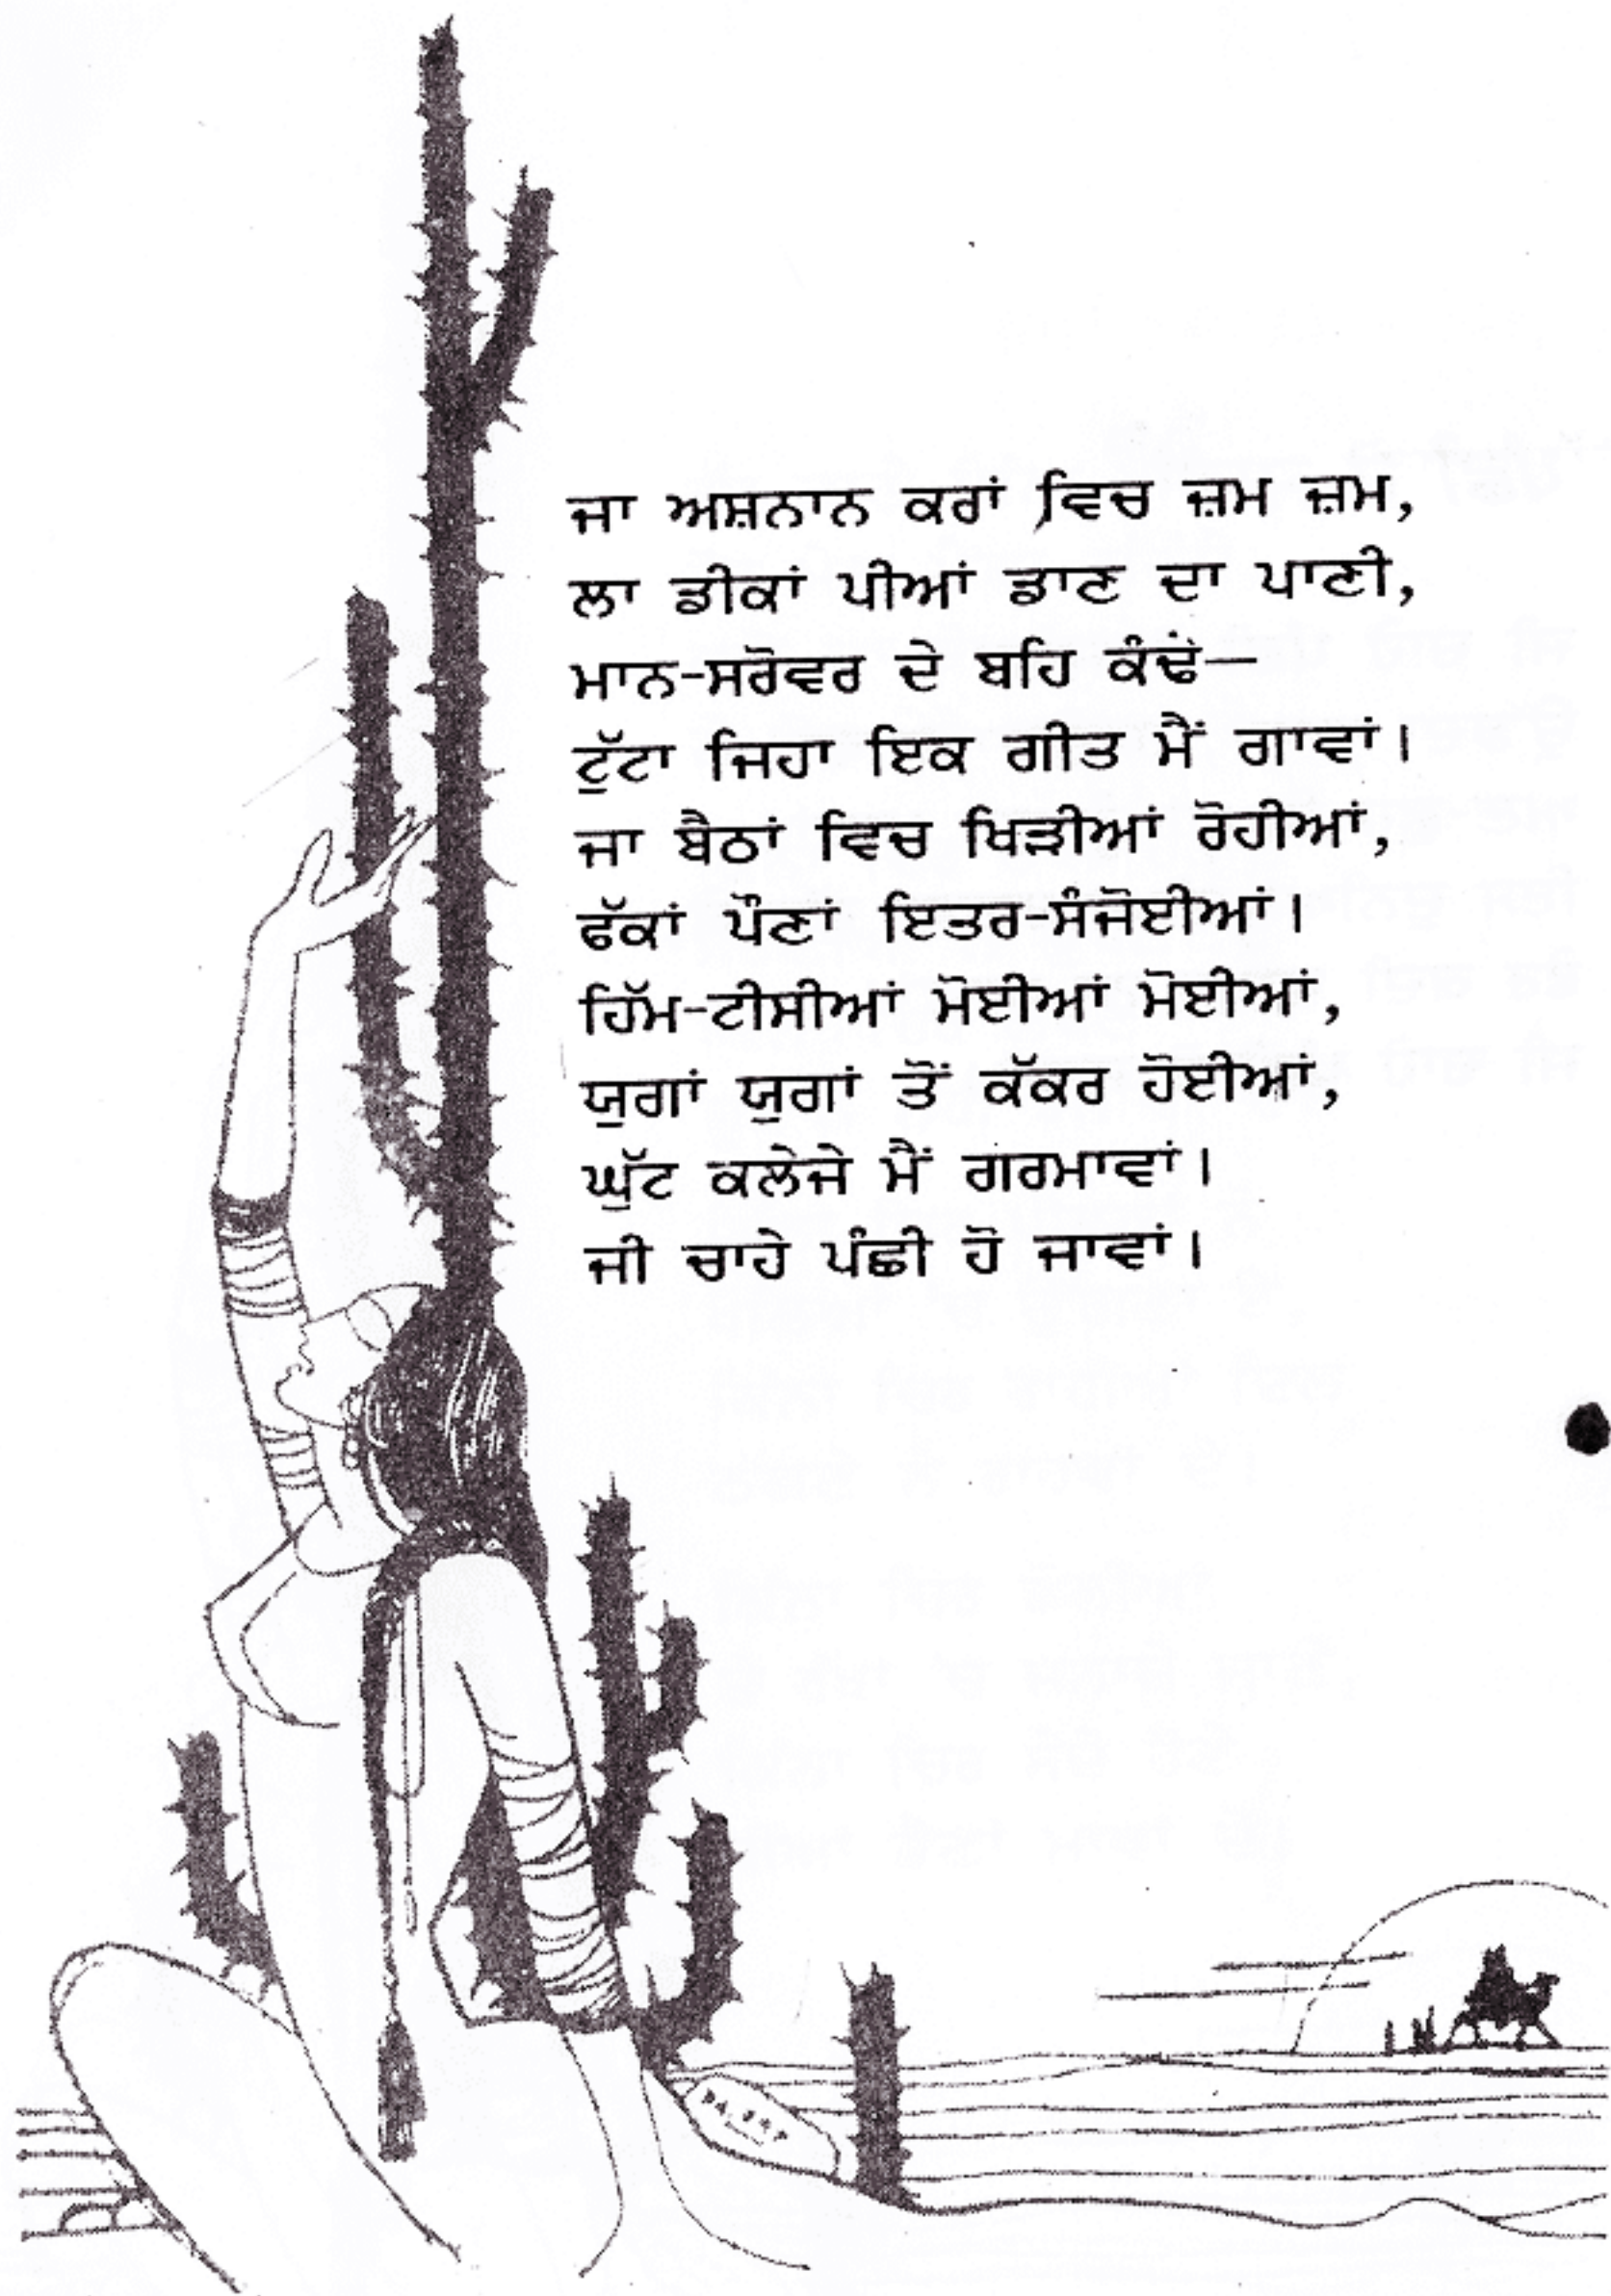 ਜਾ ਅਸ਼ਨਾਨ ਕਰਾਂ ਵਿਚ ਜ਼ਮ ਜ਼ਮ,
ਲਾ ਡੀਕਾਂ ਪੀਆਂ ਡਾਣ ਦਾ ਪਾਣੀ,
ਮਾਨ-ਸਰੋਵਰ ਦੇ ਬਹਿ ਕੰਢੇ—
ਟੁੱਟਾ ਜਿਹਾ ਇਕ ਗੀਤ ਮੈਂ ਗਾਵਾਂ।
ਜਾ ਬੈਠਾਂ ਵਿਚ ਖਿੜੀਆਂ ਰੋਹੀਆਂ,
ਫੱਕਾਂ ਪੌਣਾਂ ਇਤਰ-ਸੰਜੋਈਆਂ।
ਹਿੱਮ-ਟੀਸੀਆਂ ਮੋਈਆਂ ਮੋਈਆਂ,
ਯੁਗਾਂ ਯੁਗਾਂ ਤੋਂ ਕੱਕਰ ਹੋਈਆਂ,
ਘੁੱਟ ਕਲੇਜੇ ਮੈਂ ਗਰਮਾਵਾਂ।
ਜੀ ਚਾਹੇ ਪੰਛੀ ਹੋ ਜਾਵਾਂ।